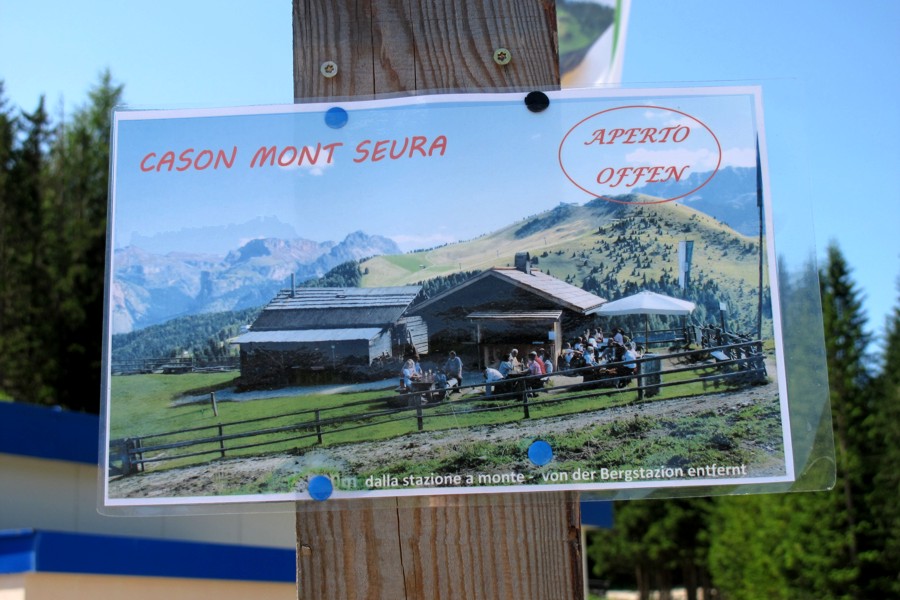 CASON MONT SEURA
APERTO
OFFEN
dalla stazione a monte - von der Bergstazion entfernt